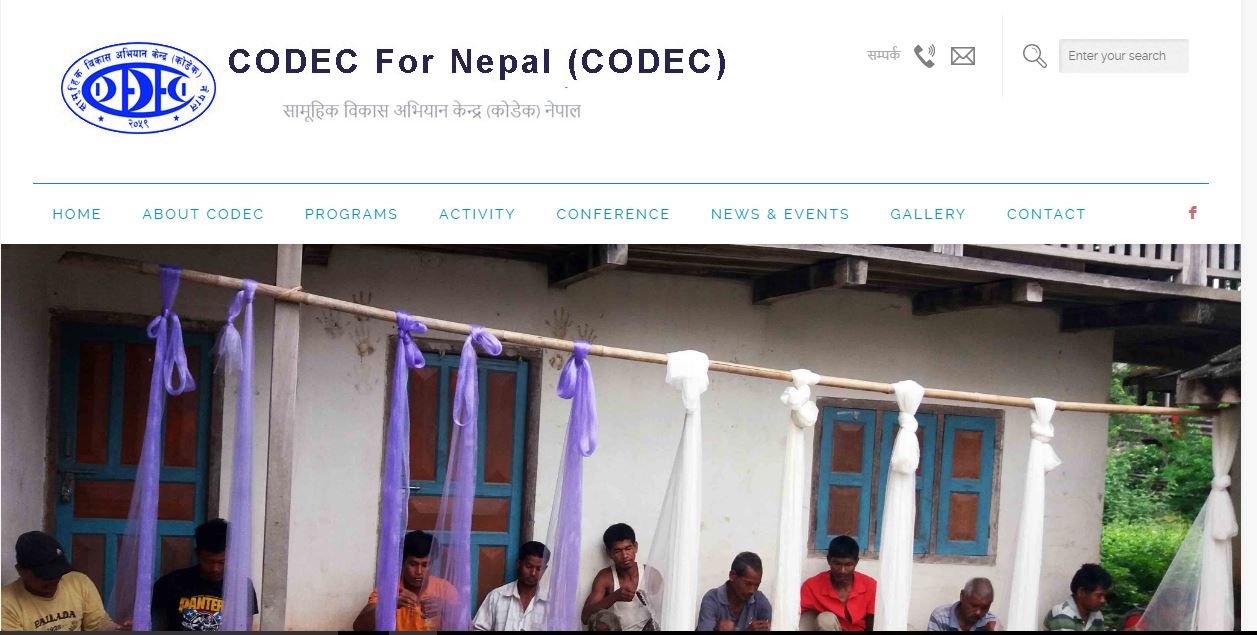 सामूहिक विकास अभियान केन्द्र (कोडेक) नेपाल
CODEC
२०५१
CODEC For Nepal (CODEC)
सामूहिक विकास अभियान केन्द्र (कोडेक) नेपाल
सम्पर्क
Enter your search
HOME ABOUT CODEC PROGRAMS ACTIVITY CONFERENCE NEWS & EVENTS GALLERY CONTACT f
PAILADA
PANTER